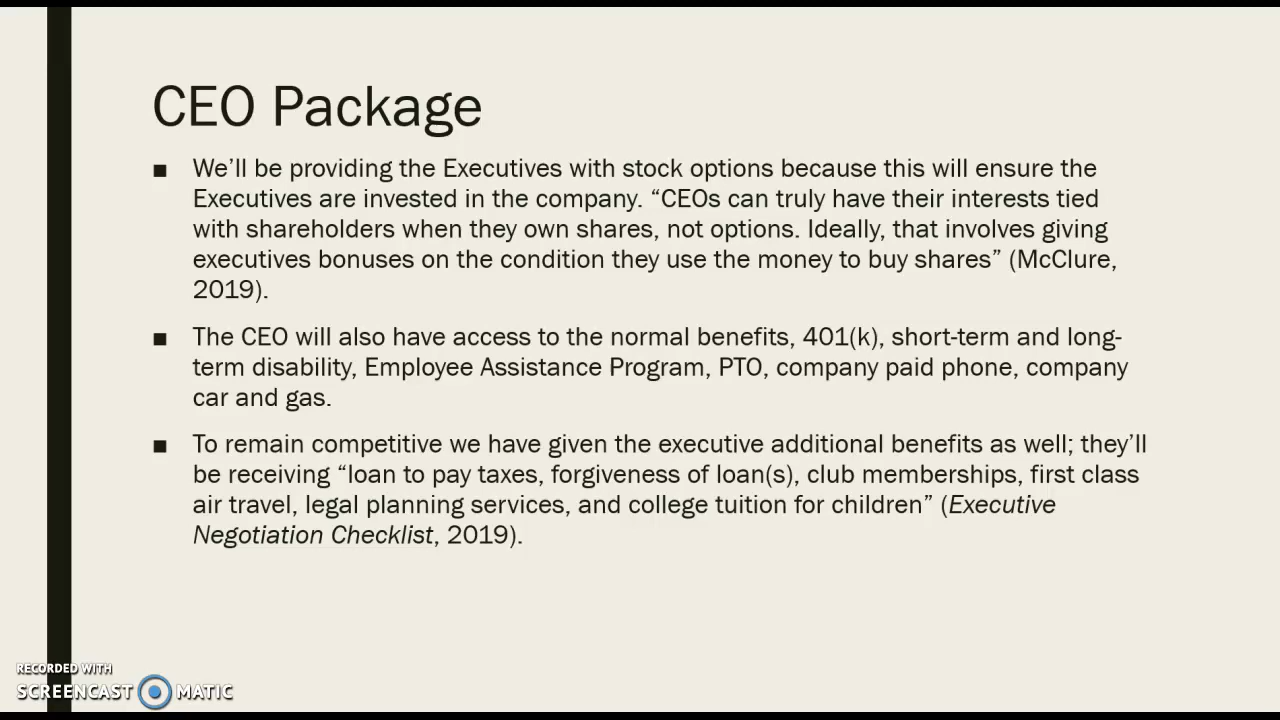 CEO Package
■ We’ll be providing the Executives with stock options because this will ensure the
Executives are invested in the company. “CEOs can truly have their interests tied
with shareholders when they own shares, not options. Ideally, that involves giving
executives bonuses on the condition they use the money to buy shares” (McClure,
2019).
■ The CEO will also have access to the normal benefits, 401(k), short-term and long-
term disability, Employee Assistance Program, PTO, company paid phone, company
car and gas.
■ To remain competitive we have given the executive additional benefits as well; they’ll
be receiving “loan to pay taxes, forgiveness of loan(s), club memberships, first class
air travel, legal planning services, and college tuition for children” (Executive
Negotiation Checklist, 2019).
RECORDED WITH
SCREENCAST MATIC